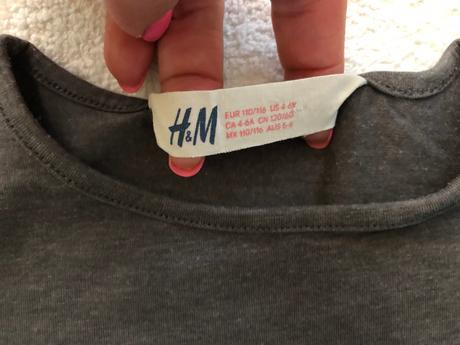 H&M
EUR 110/116 US 4-6Y
CA 4-6A CN 120/60
MX 110/116 AUS 5-6